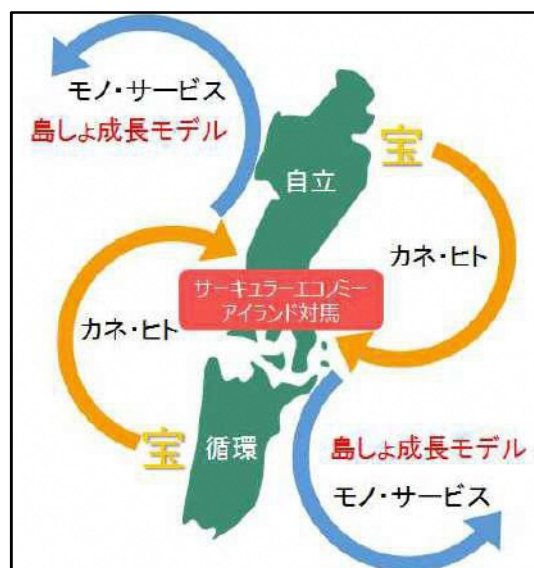 モノ・サービス
島しょ成長モデル
宝
自立
カネ・ヒト
サーキュラーエコノミー
アイランド対馬
カネ・ヒト
宝
循環
島しょ成長モデル
モノ・サービス